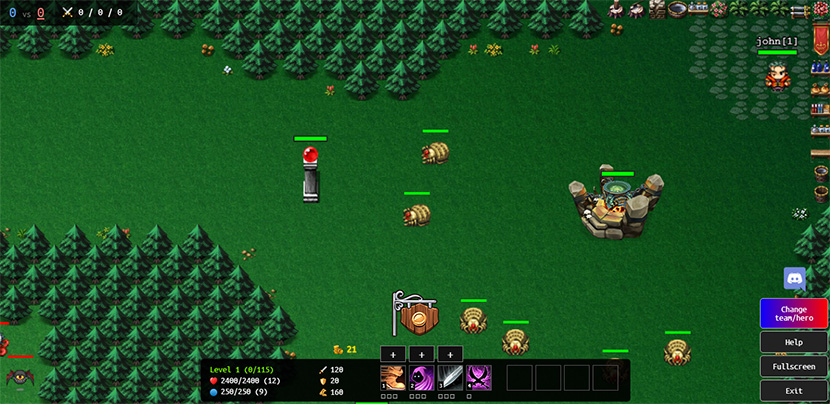 0 vs 0 0 / 0 / 0
john[1]
Change
team/hero
Help
Fullscreen
Exit
21
+ + +
Level 1 (0/115)
2400/2400 (12)
250/250 (9)
120
20
160
1 2 3 4